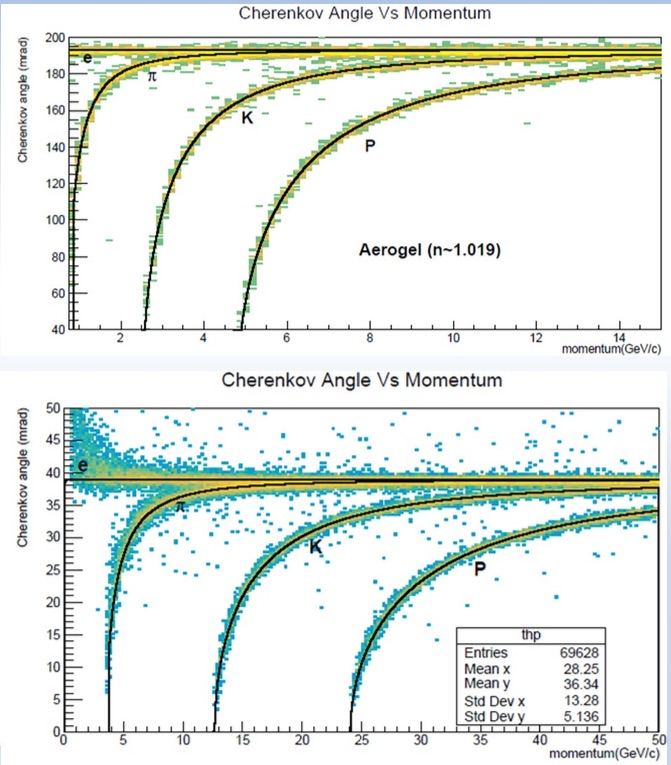 Cherenkov Angle Vs Momentum
Cherenkov angle (mrad)
200
180
160
140
120
100
80
60
40
e
π
K
P
Aerogel (n~1.019)
2
4
6
8
10
12
14
momentum(GeV/c)
Cherenkov Angle Vs Momentum
Cherenkov angle (mrad)
50
45
40
35
30
25
20
15
10
5
0
e
π
K
P
thp
Entries 69628
Mean x 28.25
Mean y 36.34
Std Dev x 13.28
Std Dev y 5.136
0
5
10
15
20
25
30
35
40
45
50
momentum(GeV/c)